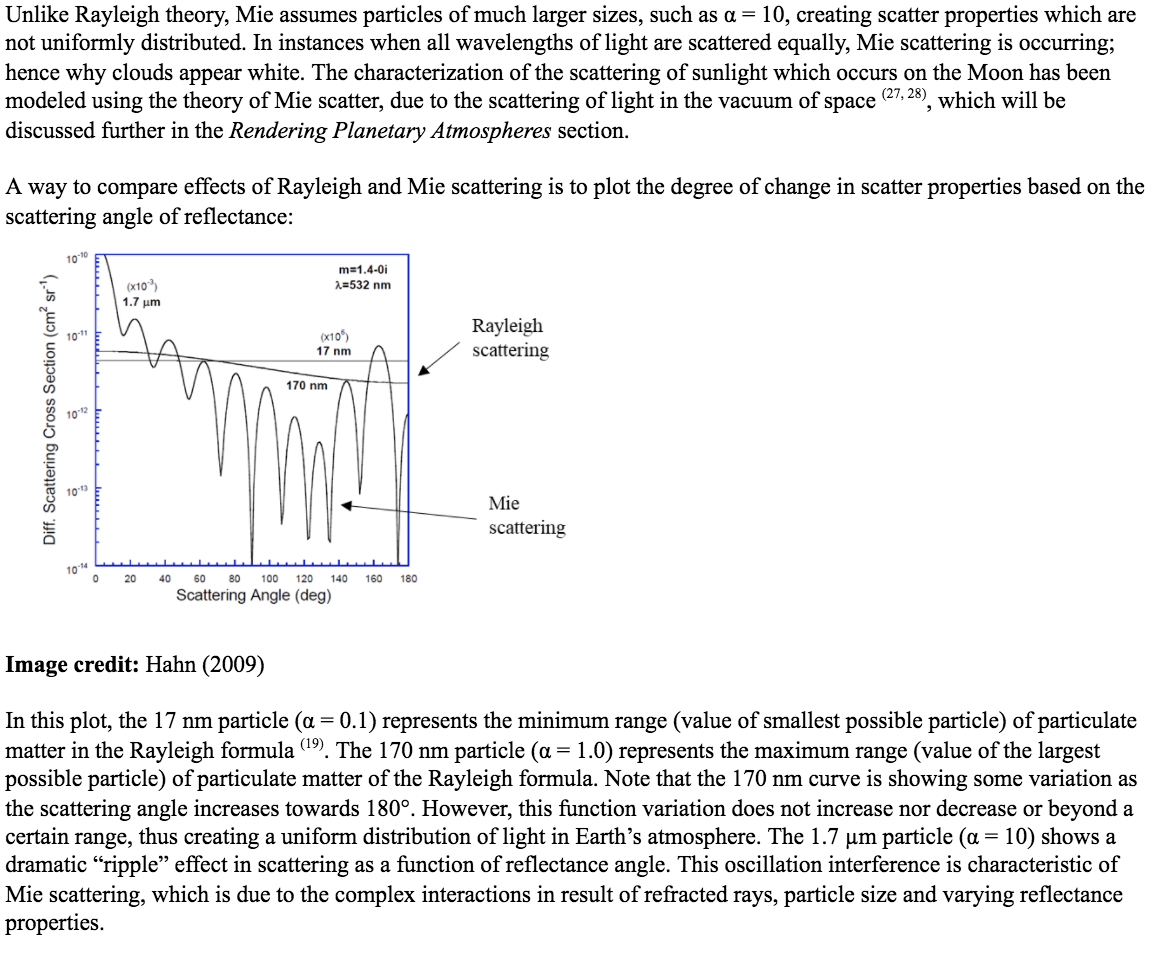 Unlike Rayleigh theory, Mie assumes particles of much larger sizes, such as α = 10, creating scatter properties which are
not uniformly distributed. In instances when all wavelengths of light are scattered equally, Mie scattering is occurring;
hence why clouds appear white. The characterization of the scattering of sunlight which occurs on the Moon has been
modeled using the theory of Mie scatter, due to the scattering of light in the vacuum of space (27, 28), which will be
discussed further in the Rendering Planetary Atmospheres section.
A way to compare effects of Rayleigh and Mie scattering is to plot the degree of change in scatter properties based on the
scattering angle of reflectance:
Diff. Scattering Cross Section (cm² sr⁻¹)
10⁻¹⁰
10⁻¹¹
10⁻¹²
10⁻¹³
10⁻¹⁴
m=1.4-0i
λ=532 nm
(x10⁻³)
1.7 μm
(x10⁶)
17 nm
170 nm
Rayleigh
scattering
Mie
scattering
0 20 40 60 80 100 120 140 160 180
Scattering Angle (deg)
Image credit: Hahn (2009)
In this plot, the 17 nm particle (α = 0.1) represents the minimum range (value of smallest possible particle) of particulate
matter in the Rayleigh formula (19). The 170 nm particle (α = 1.0) represents the maximum range (value of the largest
possible particle) of particulate matter of the Rayleigh formula. Note that the 170 nm curve is showing some variation as
the scattering angle increases towards 180°. However, this function variation does not increase nor decrease or beyond a
certain range, thus creating a uniform distribution of light in Earth’s atmosphere. The 1.7 μm particle (α = 10) shows a
dramatic “ripple” effect in scattering as a function of reflectance angle. This oscillation interference is characteristic of
Mie scattering, which is due to the complex interactions in result of refracted rays, particle size and varying reflectance
properties.